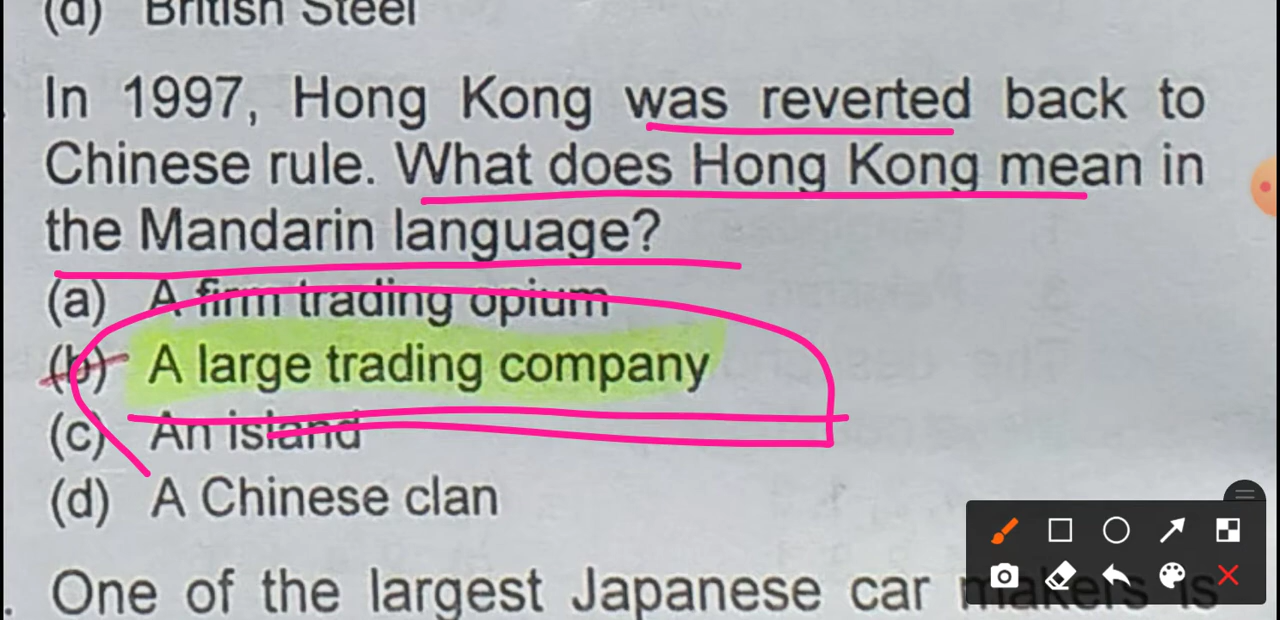 (d) British Steel
In 1997, Hong Kong was reverted back to
Chinese rule. What does Hong Kong mean in
the Mandarin language?
(a) A firm trading opium
(b) A large trading company
(c) An island
(d) A Chinese clan
One of the largest Japanese car makers is